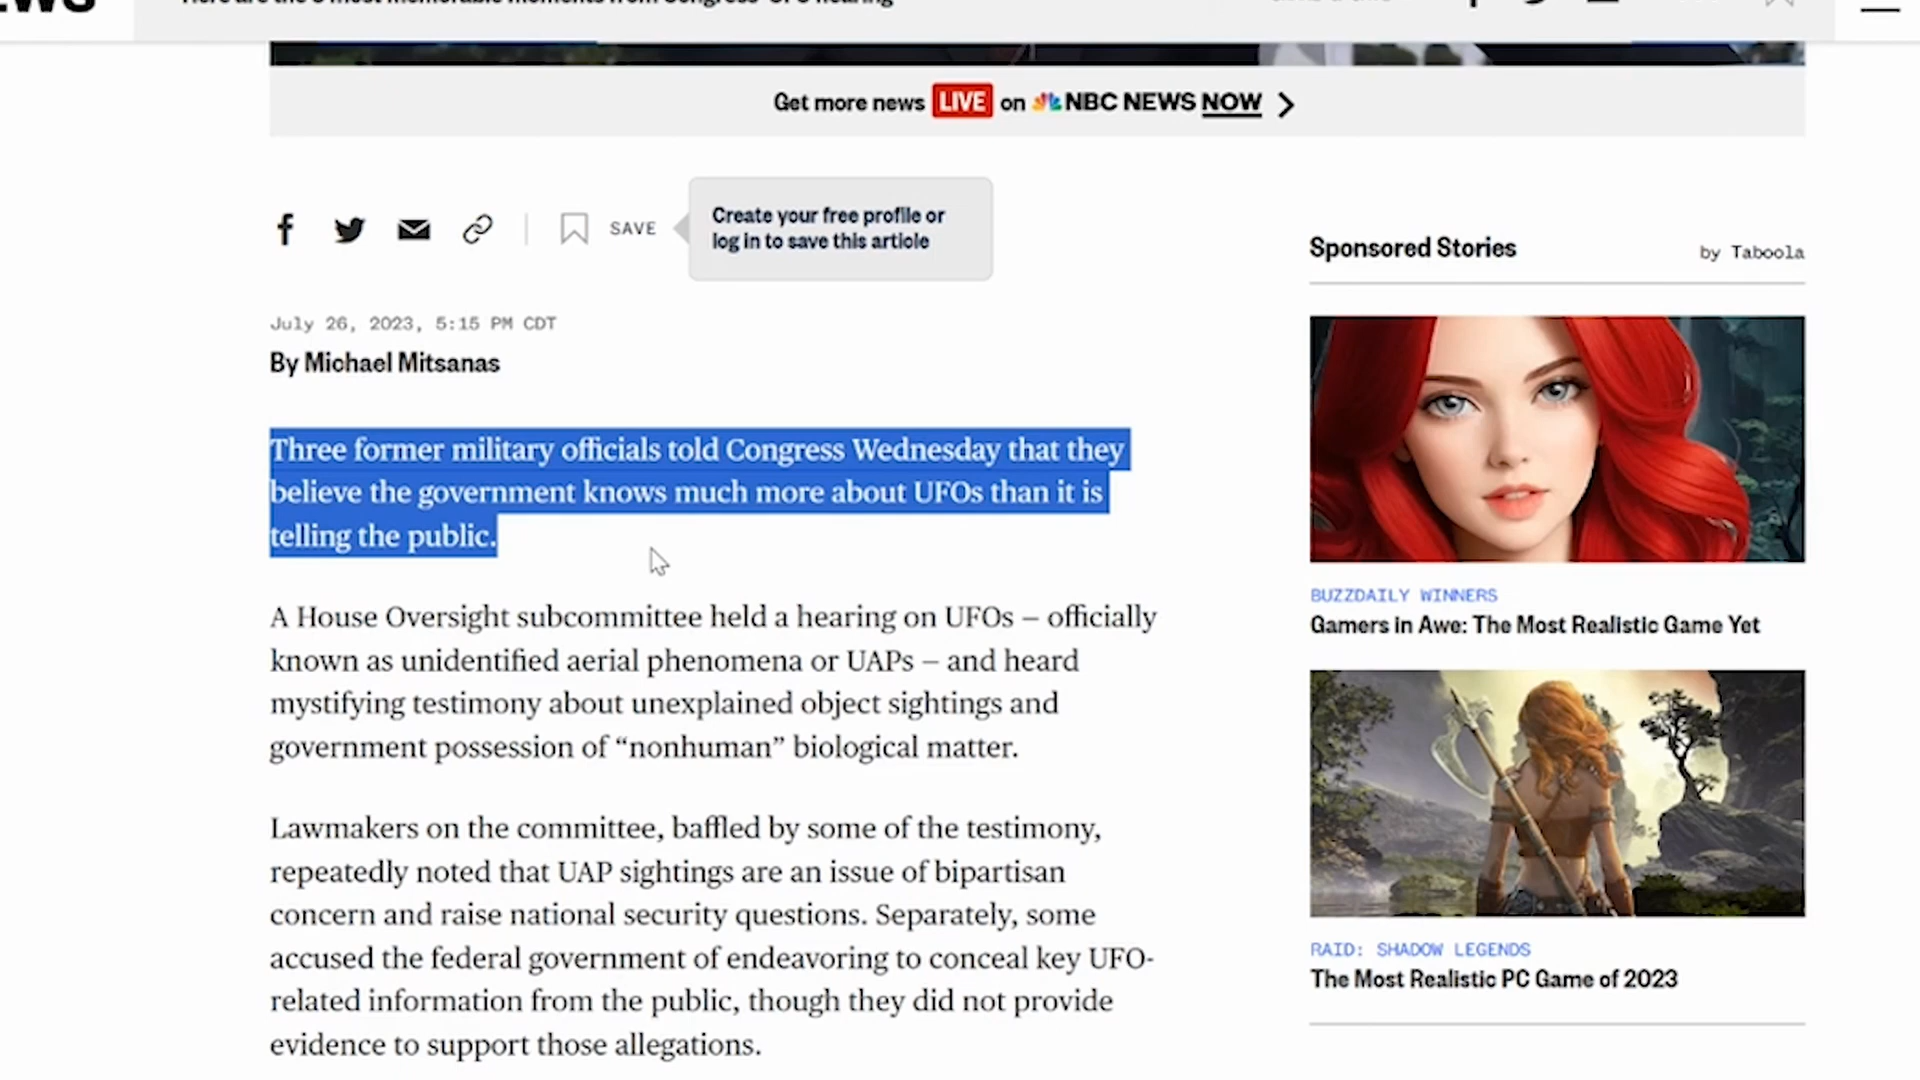 Get more news LIVE on NBC NEWS NOW
SAVE
Create your free profile or
log in to save this article
July 26, 2023, 5:15 PM CDT
By Michael Mitsanas
Three former military officials told Congress Wednesday that they
believe the government knows much more about UFOs than it is
telling the public.
A House Oversight subcommittee held a hearing on UFOs – officially
known as unidentified aerial phenomena or UAPs – and heard
mystifying testimony about unexplained object sightings and
government possession of “nonhuman” biological matter.
Lawmakers on the committee, baffled by some of the testimony,
repeatedly noted that UAP sightings are an issue of bipartisan
concern and raise national security questions. Separately, some
accused the federal government of endeavoring to conceal key UFO-
related information from the public, though they did not provide
evidence to support those allegations.
Sponsored Stories
by Taboola
BUZZDAILY WINNERS
Gamers in Awe: The Most Realistic Game Yet
RAID: SHADOW LEGENDS
The Most Realistic PC Game of 2023